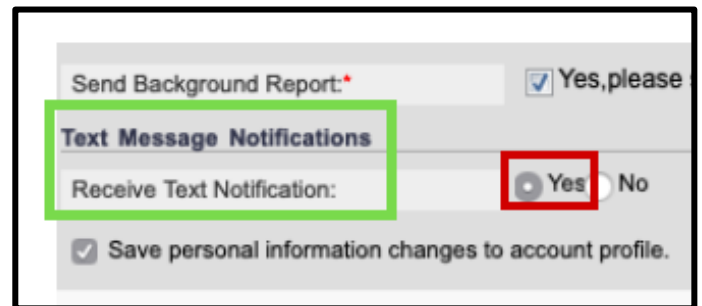 Send Background Report:* Yes,please
Text Message Notifications
Receive Text Notification: Yes No
Save personal information changes to account profile.